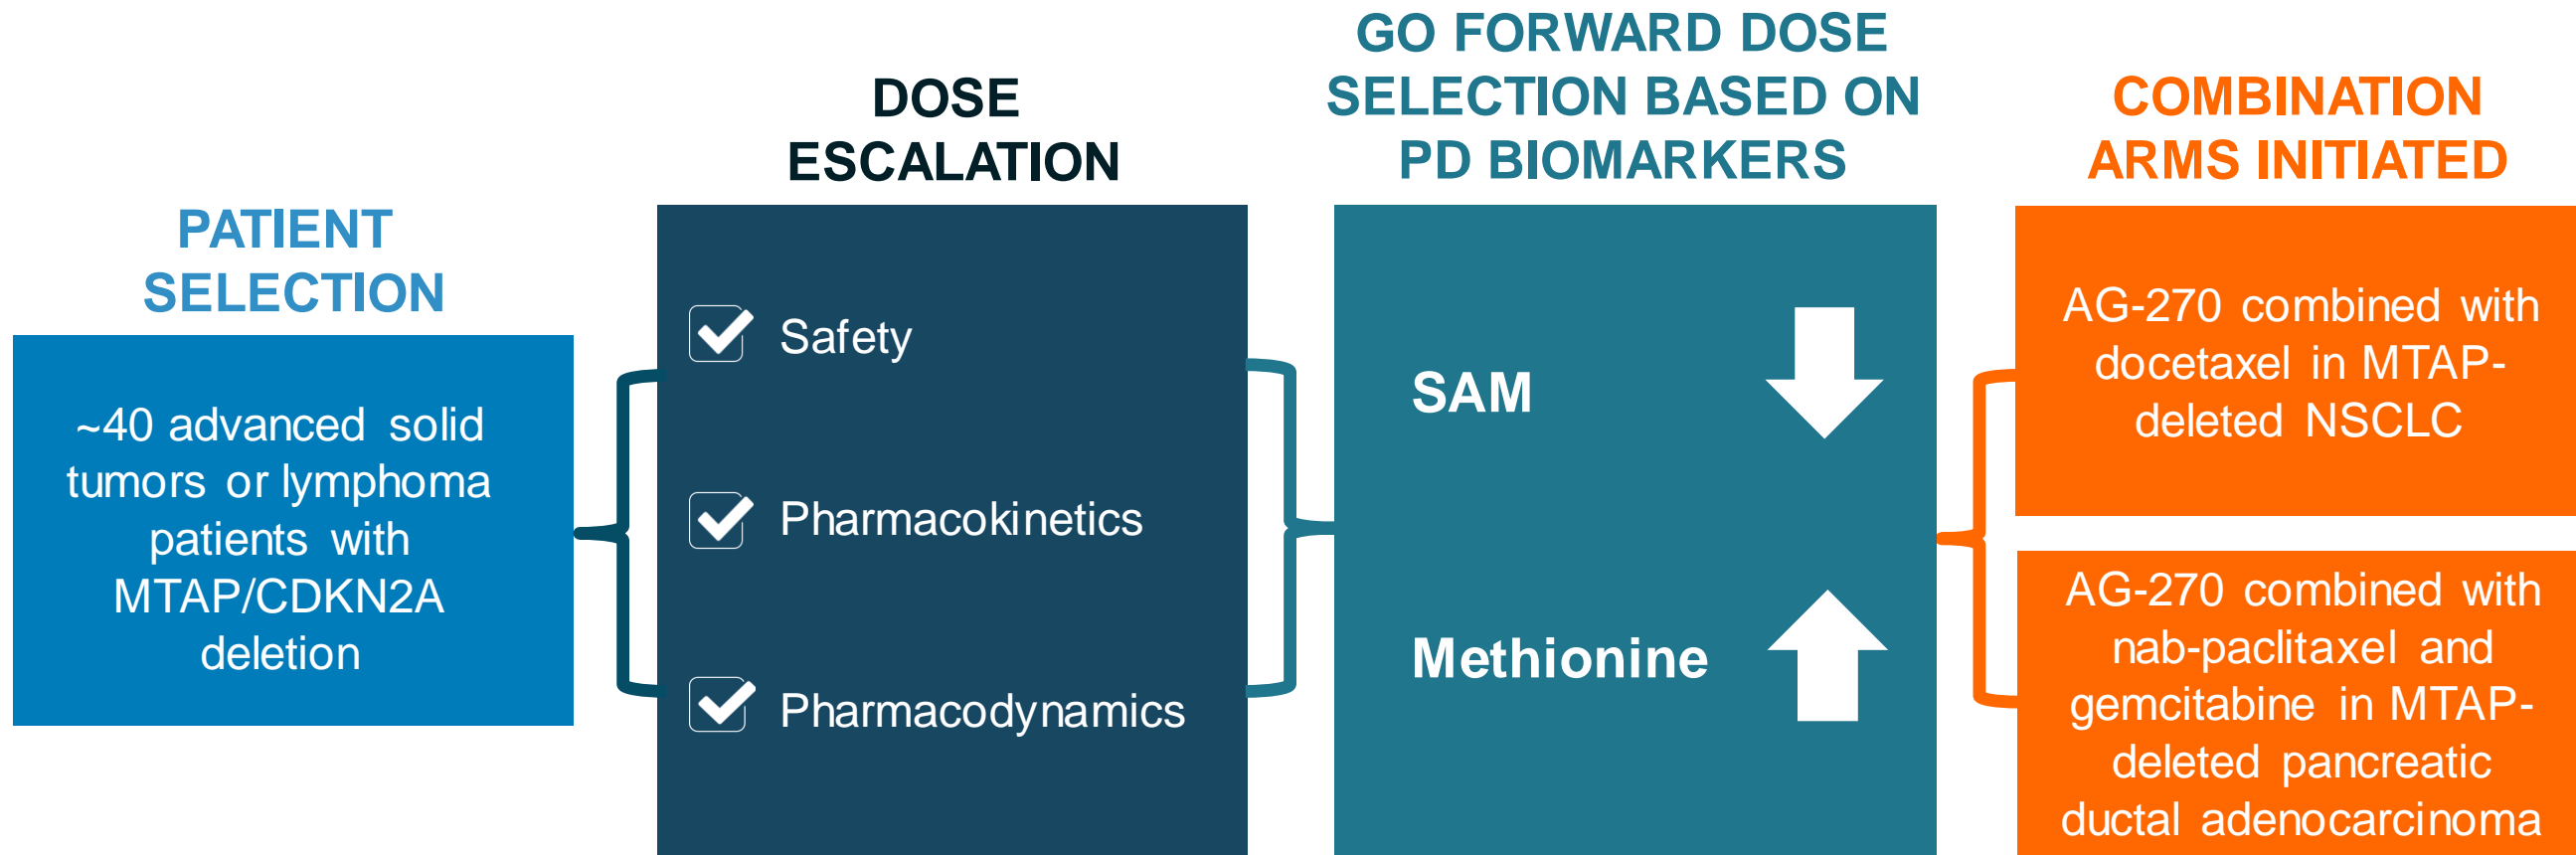 PATIENT
SELECTION
~40 advanced solid
tumors or lymphoma
patients with
MTAP/CDKN2A
deletion
DOSE
ESCALATION
Safety
Pharmacokinetics
Pharmacodynamics
GO FORWARD DOSE
SELECTION BASED ON
PD BIOMARKERS
SAM
Methionine
COMBINATION
ARMS INITIATED
AG-270 combined with
docetaxel in MTAP-
deleted NSCLC
AG-270 combined with
nab-paclitaxel and
gemcitabine in MTAP-
deleted pancreatic
ductal adenocarcinoma